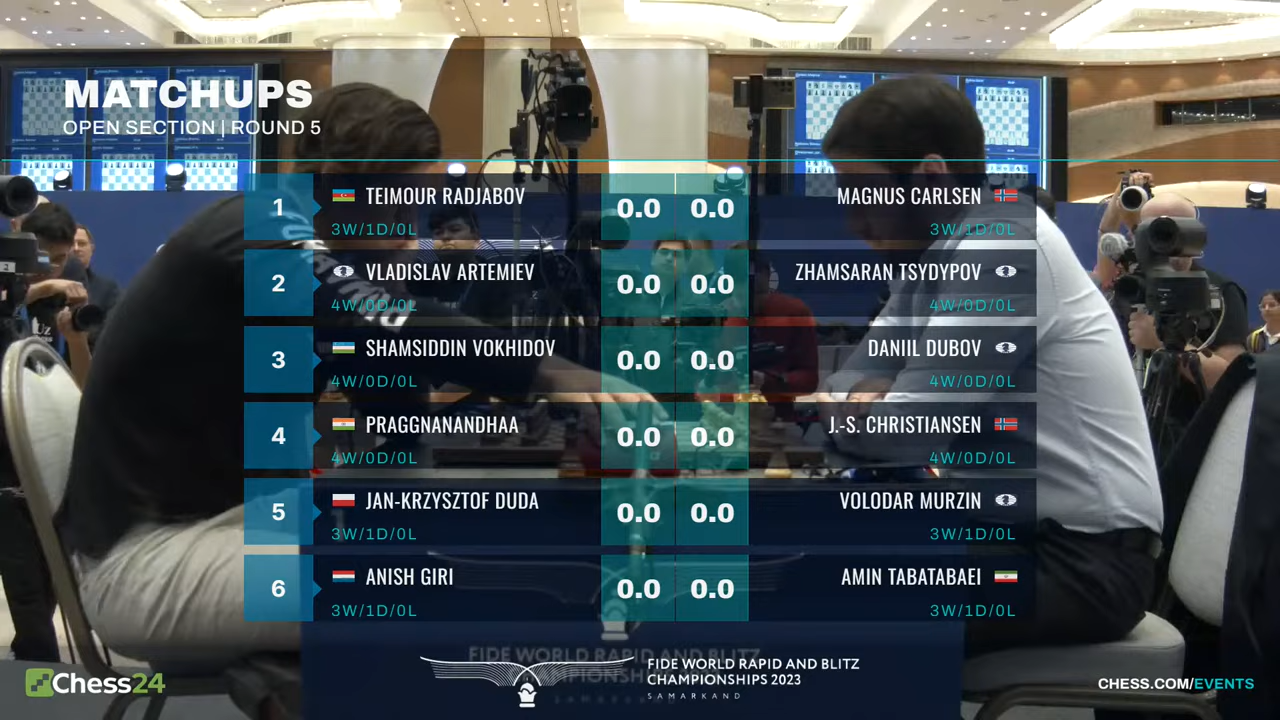 MATCHUPS
OPEN SECTION | ROUND 5
1 TEIMOUR RADJABOV 0.0 0.0 MAGNUS CARLSEN
3W/1D/0L 3W/1D/0L
2 VLADISLAV ARTEMIEV 0.0 0.0 ZHAMSARAN TSYDYPOV
4W/0D/0L 4W/0D/0L
3 SHAMSIDDIN VOKHIDOV 0.0 0.0 DANIIL DUBOV
4W/0D/0L 4W/0D/0L
4 PRAGGNANANDHAA 0.0 0.0 J.-S. CHRISTIANSEN
4W/0D/0L 4W/0D/0L
5 JAN-KRZYSZTOF DUDA 0.0 0.0 VOLODAR MURZIN
3W/1D/0L 3W/1D/0L
6 ANISH GIRI 0.0 0.0 AMIN TABATABAEI
3W/1D/0L 3W/1D/0L
FIDE WORLD RAPID AND BLITZ
CHAMPIONSHIPS 2023
SAMARKAND
Chess24
CHESS.COM/EVENTS